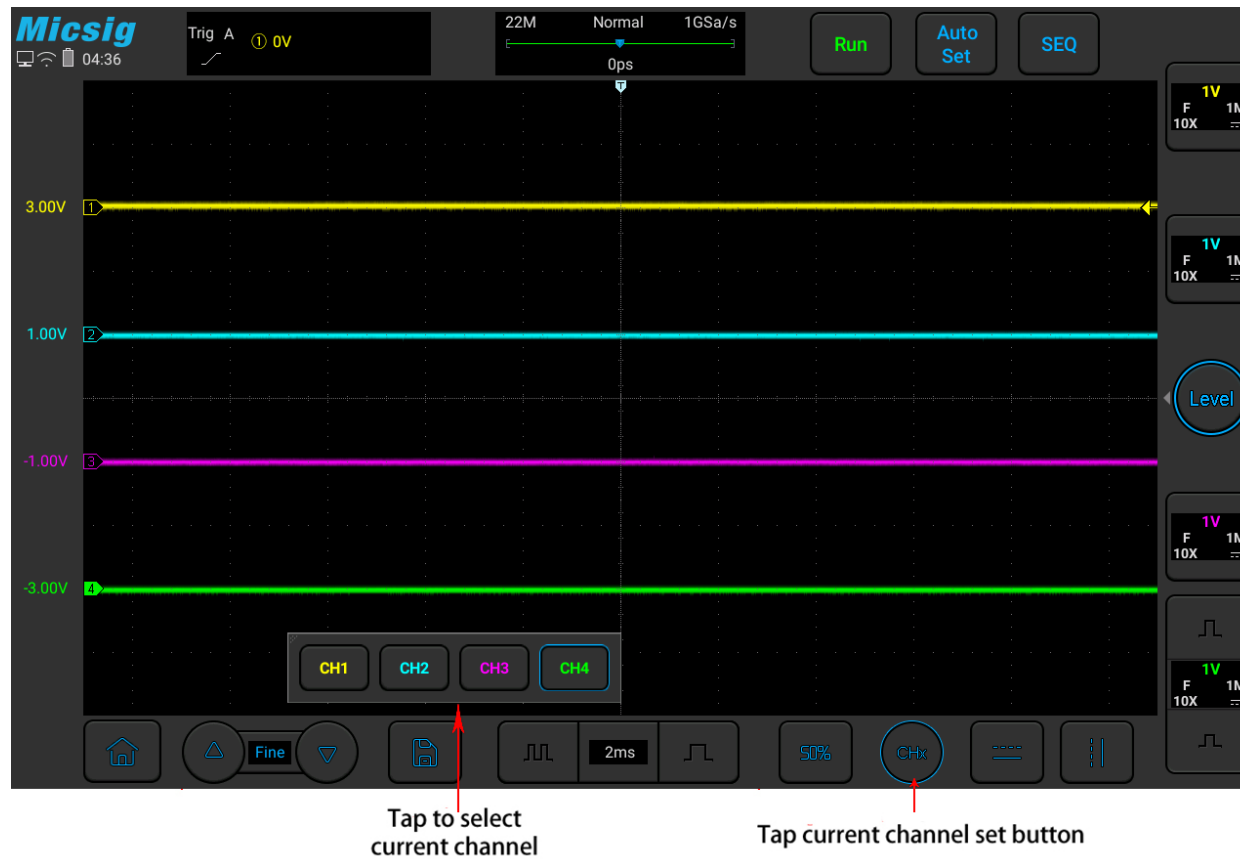 Micsig
04:36
Trig A ① 0V
22M Normal 1GSa/s
0ps
Run
Auto
Set
SEQ
T
1V
F 1M
10X
3.00V 1
1V
F 1M
10X
1.00V 2
Level
-1.00V 3
1V
F 1M
10X
-3.00V 4
CH1 CH2 CH3 CH4
1V
F 1M
10X
Fine
2ms
50%
CHx
Tap to select
current channel
Tap current channel set button